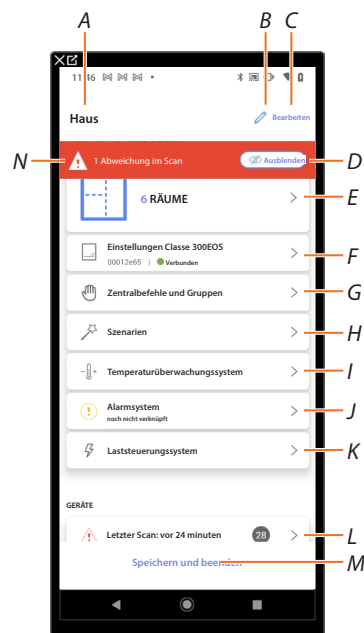 A
B
C
11:46
Haus
Bearbeiten
N
1 Abweichung im Scan
Ausblenden
D
6 RÄUME
E
Einstellungen Classe 300EOS
00012e65 | Verbunden
F
Zentralbefehle und Gruppen
G
Szenarien
H
Temperaturüberwachungssystem
I
Alarmsystem
noch nicht verknüpft
J
Laststeuerungssystem
K
GERÄTE
Letzter Scan: vor 24 minuten
28
L
Speichern und beenden
M